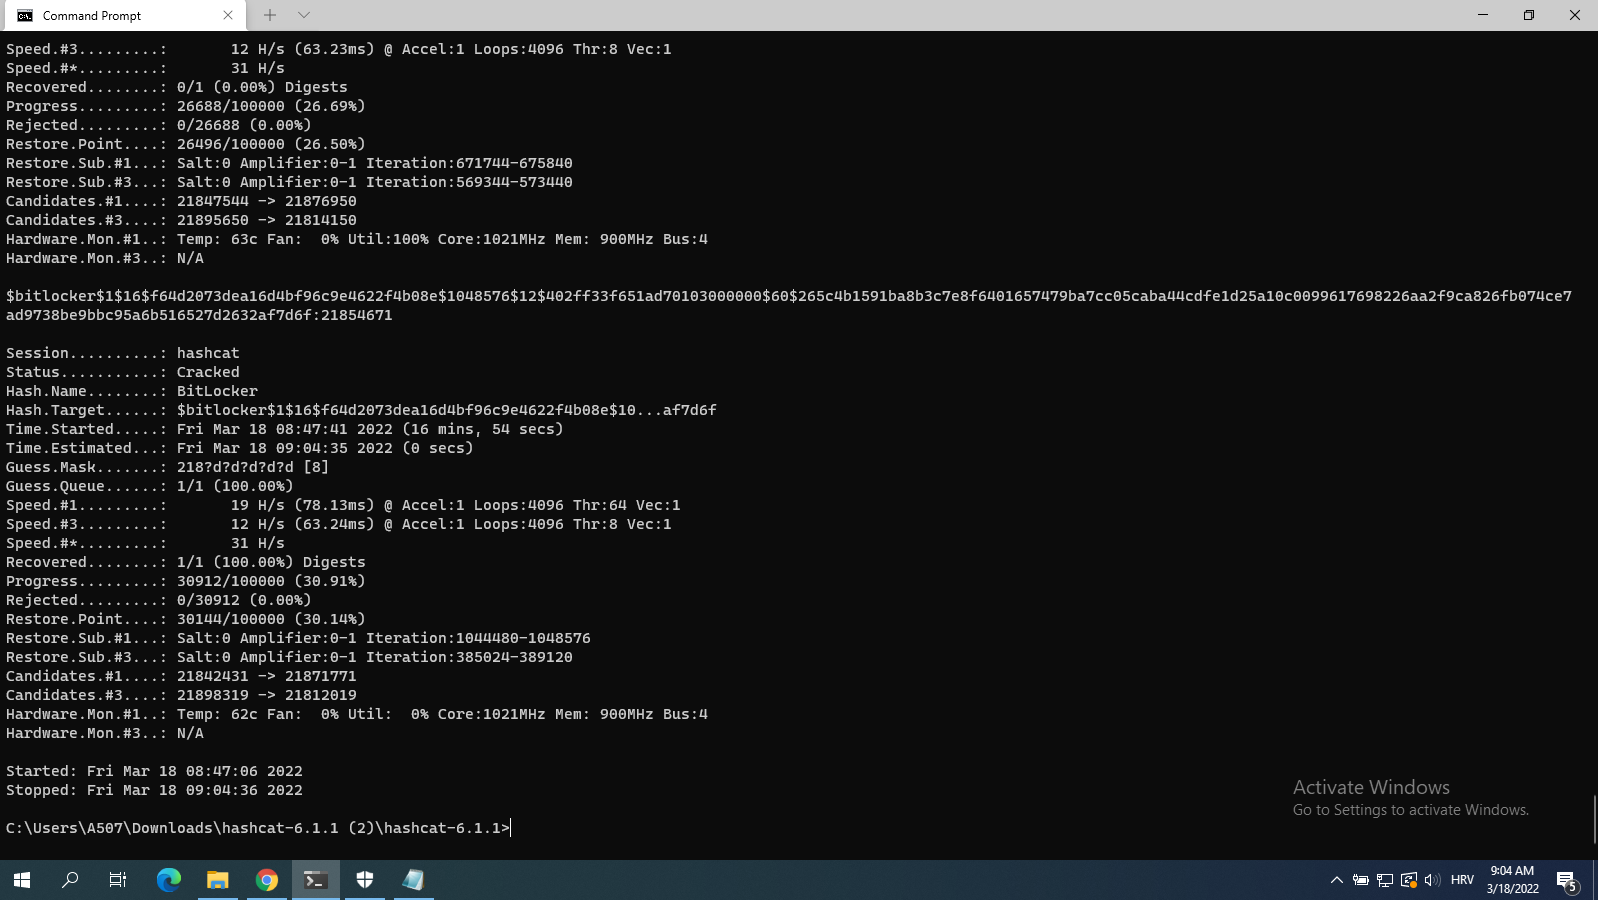 Command Prompt
Speed.#3.........:       12 H/s (63.23ms) @ Accel:1 Loops:4096 Thr:8 Vec:1
Speed.#*.........:       31 H/s
Recovered........: 0/1 (0.00%) Digests
Progress.........: 26688/100000 (26.69%)
Rejected.........: 0/26688 (0.00%)
Restore.Point....: 26496/100000 (26.50%)
Restore.Sub.#1...: Salt:0 Amplifier:0-1 Iteration:671744-675840
Restore.Sub.#3...: Salt:0 Amplifier:0-1 Iteration:569344-573440
Candidates.#1....: 21847544 -> 21876950
Candidates.#3....: 21895650 -> 21814150
Hardware.Mon.#1..: Temp: 63c Fan:  0% Util:100% Core:1021MHz Mem: 900MHz Bus:4
Hardware.Mon.#3..: N/A
$bitlocker$1$16$f64d2073dea16d4bf96c9e4622f4b08e$1048576$12$402ff33f651ad70103000000$60$265c4b1591ba8b3c7e8f6401657479ba7cc05caba44cdfe1d25a10c0099617698226aa2f9ca826fb074ce7
ad9738be9bbc95a6b516527d2632af7d6f:21854671
Session..........: hashcat
Status...........: Cracked
Hash.Name........: BitLocker
Hash.Target......: $bitlocker$1$16$f64d2073dea16d4bf96c9e4622f4b08e$10...af7d6f
Time.Started.....: Fri Mar 18 08:47:41 2022 (16 mins, 54 secs)
Time.Estimated...: Fri Mar 18 09:04:35 2022 (0 secs)
Guess.Mask.......: 218?d?d?d?d?d [8]
Guess.Queue......: 1/1 (100.00%)
Speed.#1.........:       19 H/s (78.13ms) @ Accel:1 Loops:4096 Thr:64 Vec:1
Speed.#3.........:       12 H/s (63.24ms) @ Accel:1 Loops:4096 Thr:8 Vec:1
Speed.#*.........:       31 H/s
Recovered........: 1/1 (100.00%) Digests
Progress.........: 30912/100000 (30.91%)
Rejected.........: 0/30912 (0.00%)
Restore.Point....: 30144/100000 (30.14%)
Restore.Sub.#1...: Salt:0 Amplifier:0-1 Iteration:1044480-1048576
Restore.Sub.#3...: Salt:0 Amplifier:0-1 Iteration:385024-389120
Candidates.#1....: 21842431 -> 21871771
Candidates.#3....: 21898319 -> 21812019
Hardware.Mon.#1..: Temp: 62c Fan:  0% Util:  0% Core:1021MHz Mem: 900MHz Bus:4
Hardware.Mon.#3..: N/A
Started: Fri Mar 18 08:47:06 2022
Stopped: Fri Mar 18 09:04:36 2022
C:\Users\A507\Downloads\hashcat-6.1.1 (2)\hashcat-6.1.1>
Activate Windows
Go to Settings to activate Windows.
HRV
9:04 AM
3/18/2022
5